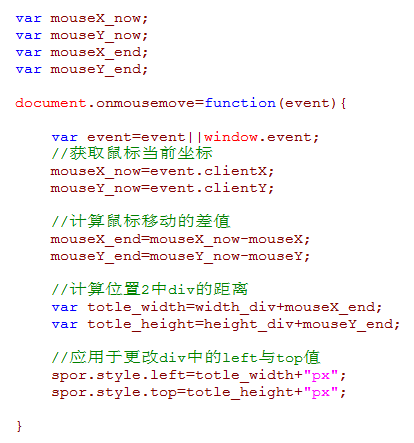 var mouseX_now;
var mouseY_now;
var mouseX_end;
var mouseY_end;
document.onmousemove=function(event){
var event=event||window.event;
//获取鼠标当前坐标
mouseX_now=event.clientX;
mouseY_now=event.clientY;
//计算鼠标移动的差值
mouseX_end=mouseX_now-mouseX;
mouseY_end=mouseY_now-mouseY;
//计算位置2中div的距离
var totle_width=width_div+mouseX_end;
var totle_height=height_div+mouseY_end;
//应用于更改div中的left与top值
spor.style.left=totle_width+"px";
spor.style.top=totle_height+"px";
}